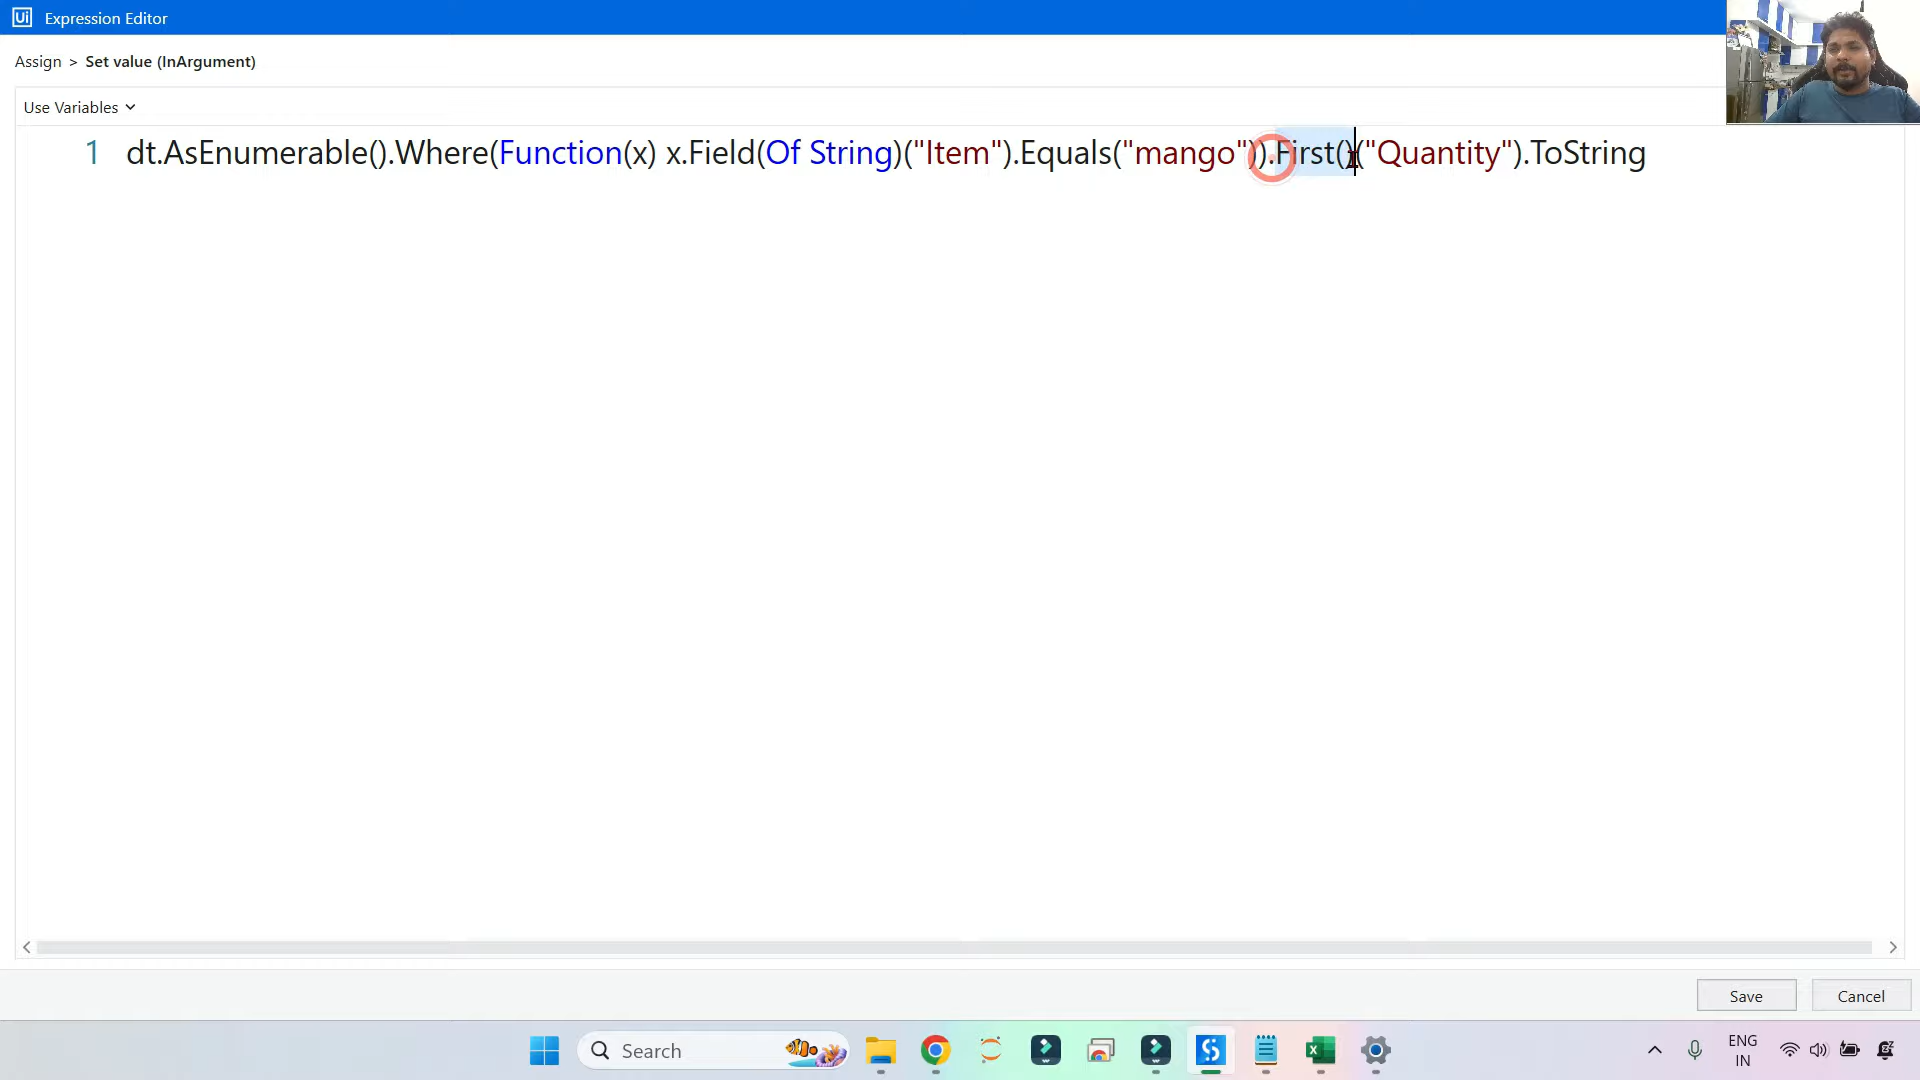 Ui Expression Editor
Assign > Set value (InArgument)
Use Variables
1 dt.AsEnumerable().Where(Function(x) x.Field(Of String)("Item").Equals("mango")).First()("Quantity").ToString
Save Cancel
Search
ENG
IN